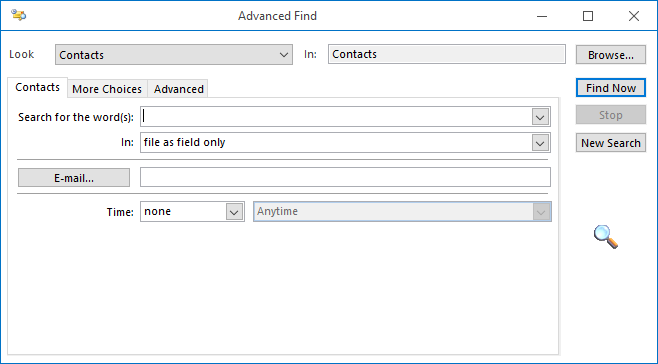 Advanced Find
Look Contacts In: Contacts Browse...
Contacts More Choices Advanced Find Now
Search for the word(s): Stop
In: file as field only New Search
E-mail...
Time: none Anytime